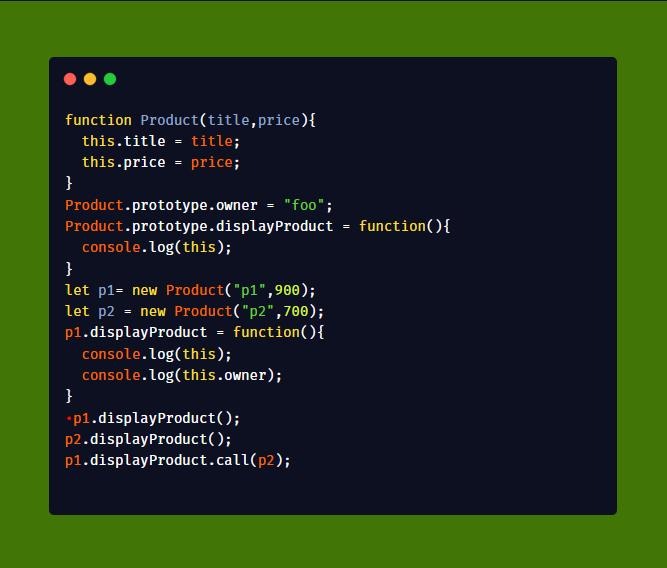 function Product(title,price){
  this.title = title;
  this.price = price;
}
Product.prototype.owner = "foo";
Product.prototype.displayProduct = function(){
  console.log(this);
}
let p1= new Product("p1",900);
let p2 = new Product("p2",700);
p1.displayProduct = function(){
  console.log(this);
  console.log(this.owner);
}
•p1.displayProduct();
p2.displayProduct();
p1.displayProduct.call(p2);